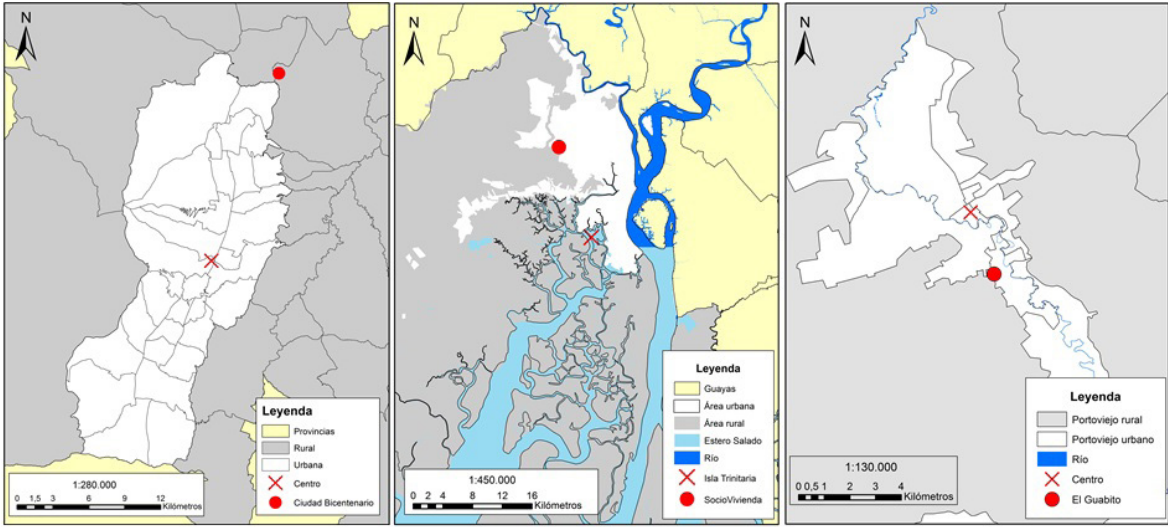 N
Leyenda
Provincias
Rural
Urbana
Centro
Ciudad Bicentenario
1:280.000
0 1,5 3 6 9 12
Kilómetros
N
Leyenda
Guayas
Área urbana
Área rural
Estero Salado
Río
Isla Trinitaria
SocioVivienda
1:450.000
0 2 4 8 12 16
Kilómetros
N
Leyenda
Portoviejo rural
Portoviejo urbano
Río
Centro
El Guabito
1:130.000
0 0,5 1 2 3 4
Kilómetros